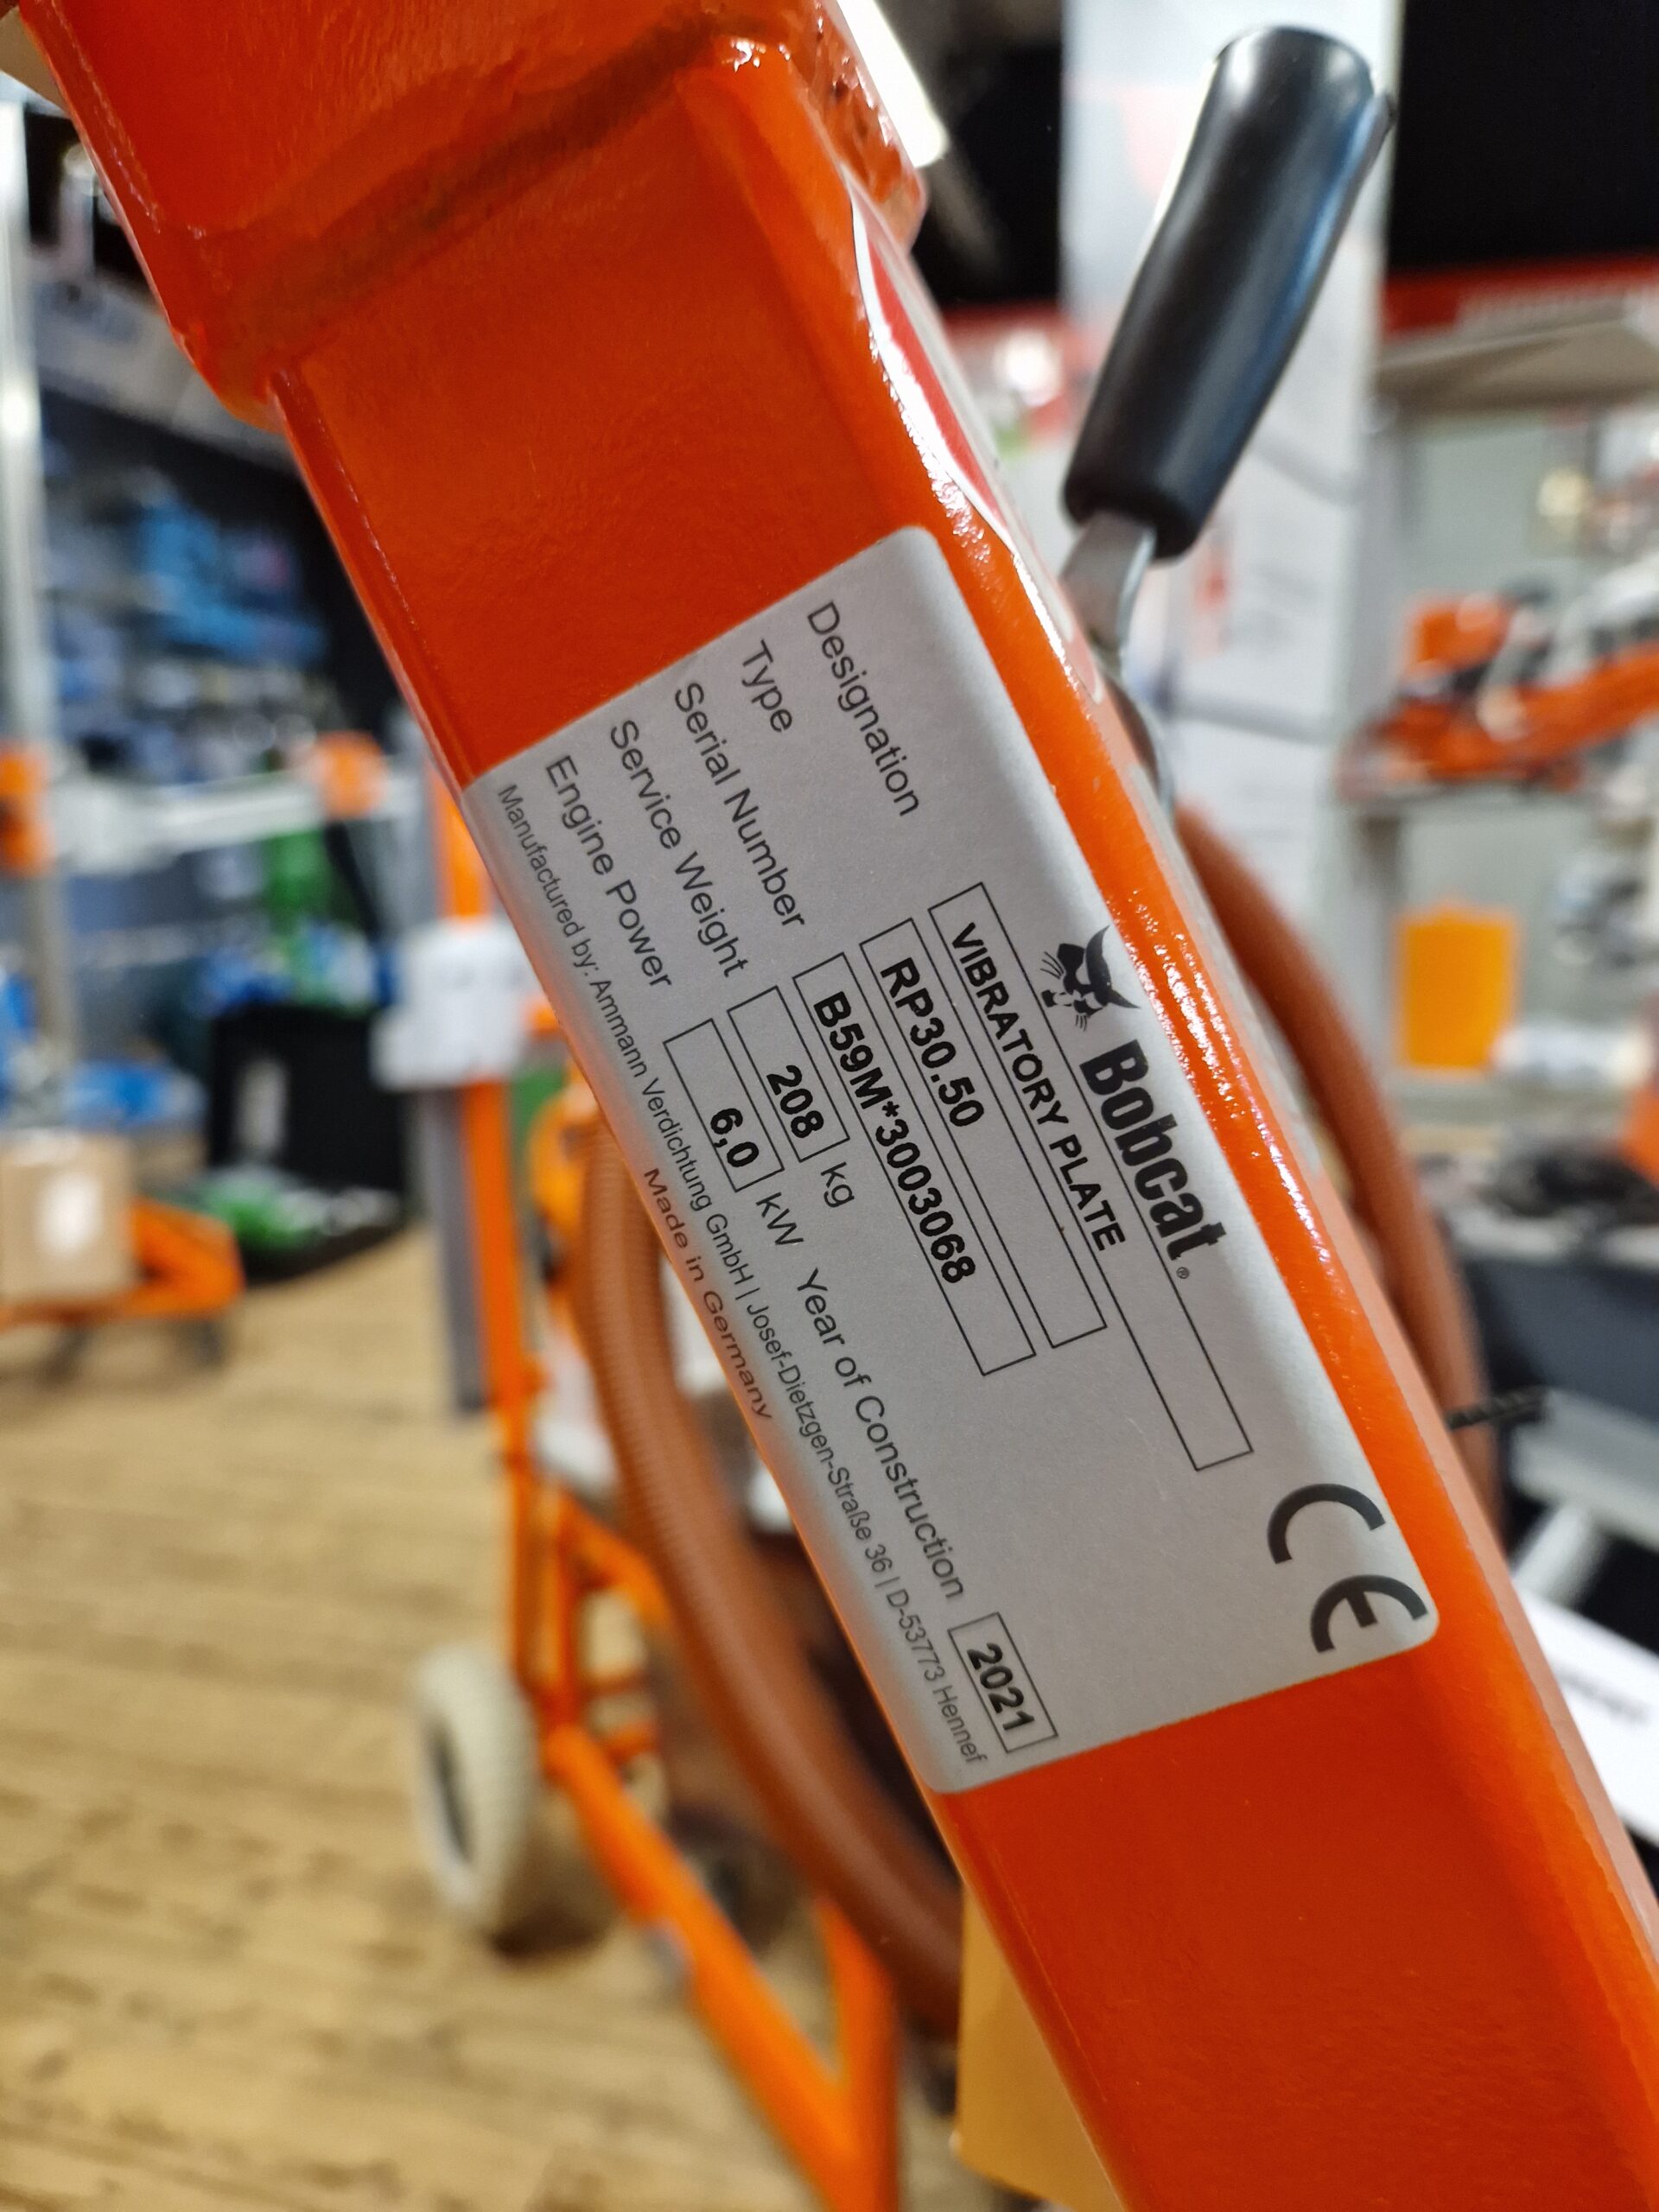 Bobcat®
CE
Designation VIBRATORY PLATE
Type RP30.50
Serial Number B59M*3003068
Service Weight 208 kg
Engine Power 6,0 kW Year of Construction 2021
Manufactured by: Ammann Verdichtung GmbH | Josef-Dietzgen-Straße 36 | D-53773 Hennef
Made in Germany